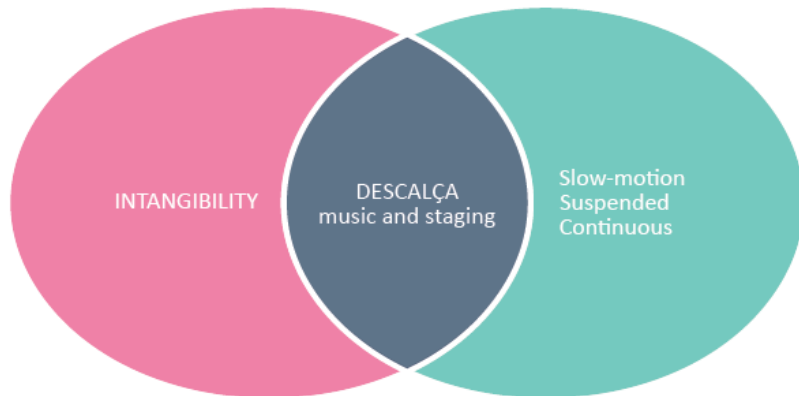 INTANGIBILITY
DESCALÇA
music and staging
Slow-motion
Suspended
Continuous